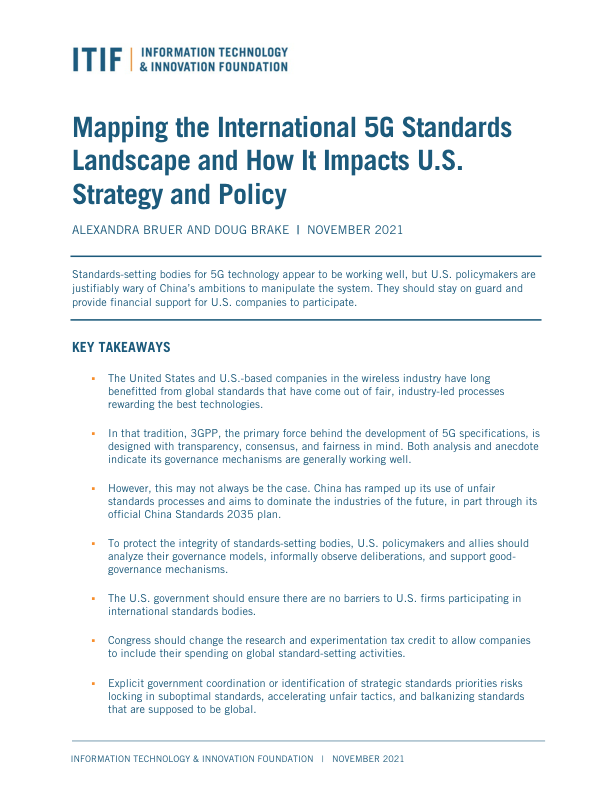 ITIF | INFORMATION TECHNOLOGY
& INNOVATION FOUNDATION
Mapping the International 5G Standards
Landscape and How It Impacts U.S.
Strategy and Policy
ALEXANDRA BRUER AND DOUG BRAKE | NOVEMBER 2021
Standards-setting bodies for 5G technology appear to be working well, but U.S. policymakers are
justifiably wary of China's ambitions to manipulate the system. They should stay on guard and
provide financial support for U.S. companies to participate.
KEY TAKEAWAYS
▪ The United States and U.S.-based companies in the wireless industry have long
benefitted from global standards that have come out of fair, industry-led processes
rewarding the best technologies.
▪ In that tradition, 3GPP, the primary force behind the development of 5G specifications, is
designed with transparency, consensus, and fairness in mind. Both analysis and anecdote
indicate its governance mechanisms are generally working well.
▪ However, this may not always be the case. China has ramped up its use of unfair
standards processes and aims to dominate the industries of the future, in part through its
official China Standards 2035 plan.
▪ To protect the integrity of standards-setting bodies, U.S. policymakers and allies should
analyze their governance models, informally observe deliberations, and support good-
governance mechanisms.
▪ The U.S. government should ensure there are no barriers to U.S. firms participating in
international standards bodies.
▪ Congress should change the research and experimentation tax credit to allow companies
to include their spending on global standard-setting activities.
▪ Explicit government coordination or identification of strategic standards priorities risks
locking in suboptimal standards, accelerating unfair tactics, and balkanizing standards
that are supposed to be global.
INFORMATION TECHNOLOGY & INNOVATION FOUNDATION | NOVEMBER 2021